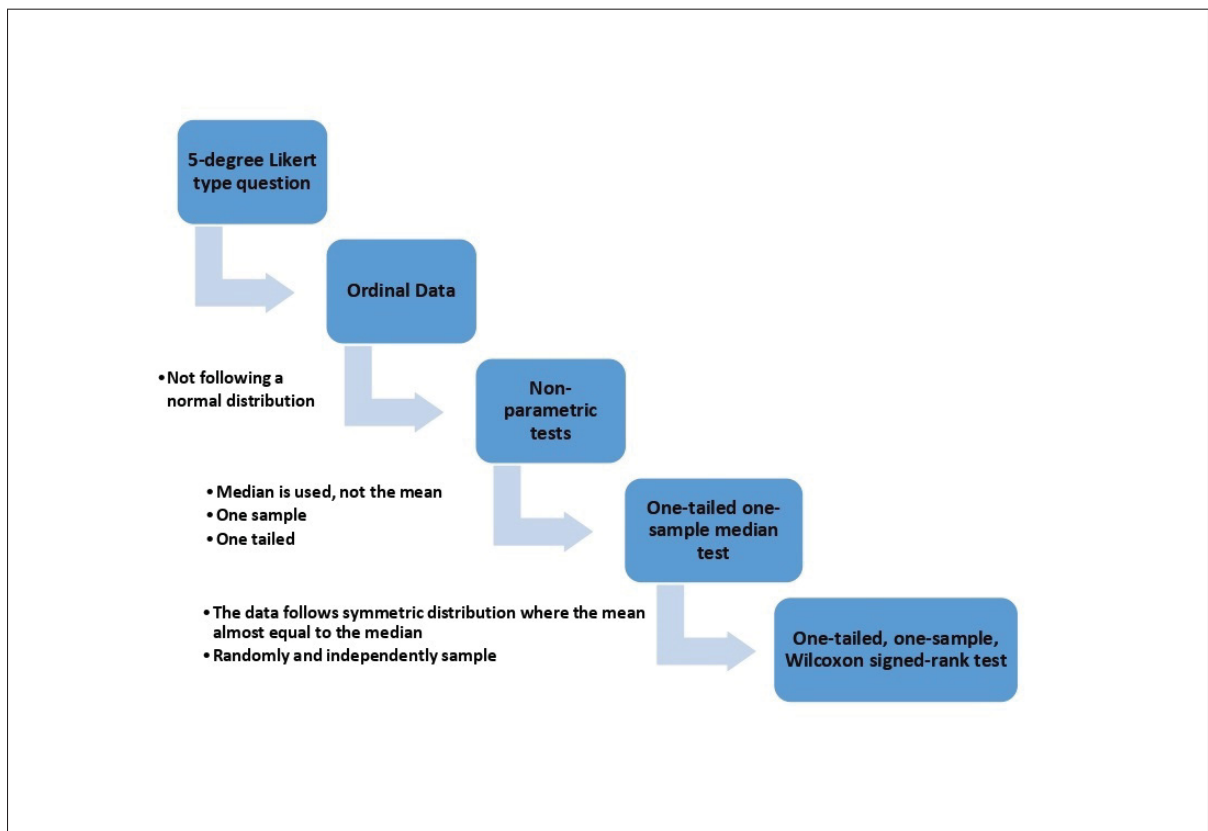 5-degree Likert
type question
Ordinal Data
•Not following a
normal distribution
Non-
parametric
tests
•Median is used, not the mean
•One sample
•One tailed
One-tailed one-
sample median
test
•The data follows symmetric distribution where the mean
almost equal to the median
•Randomly and independently sample
One-tailed, one-sample,
Wilcoxon signed-rank test